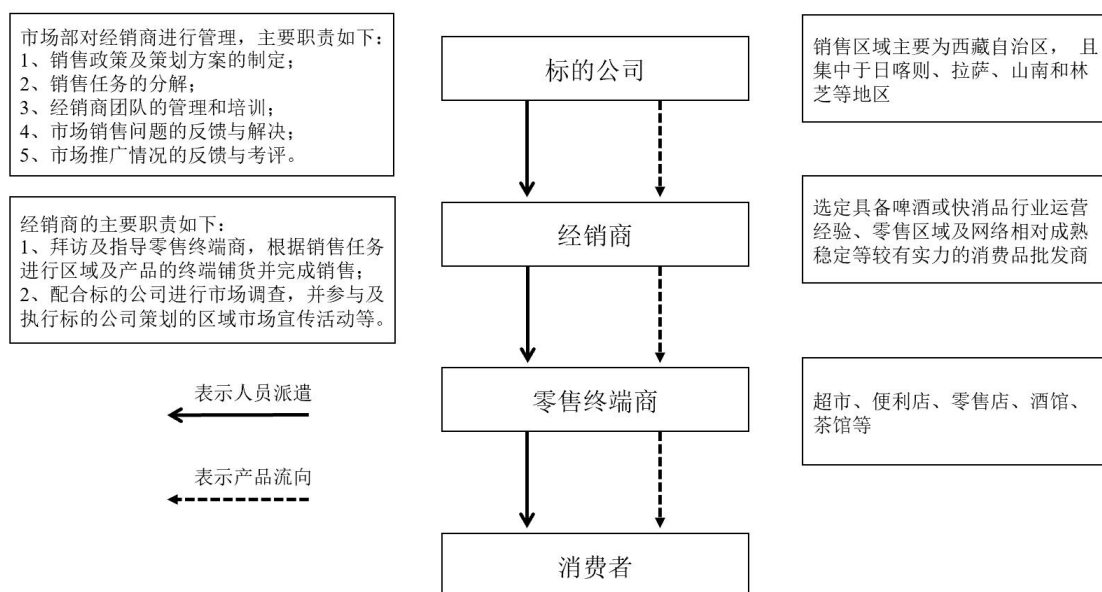 市场部对经销商进行管理，主要职责如下：
1、销售政策及策划方案的制定；
2、销售任务的分解；
3、经销商团队的管理和培训；
4、市场销售问题的反馈与解决；
5、市场推广情况的反馈与考评。
标的公司
销售区域主要为西藏自治区， 且
集中于日喀则、拉萨、山南和林
芝等地区
经销商的主要职责如下：
1、拜访及指导零售终端商，根据销售任务
进行区域及产品的终端铺货并完成销售；
2、配合标的公司进行市场调查，并参与及
执行标的公司策划的区域市场宣传活动等。
经销商
选定具备啤酒或快消品行业运营
经验、零售区域及网络相对成熟
稳定等较有实力的消费品批发商
表示人员派遣
零售终端商
超市、便利店、零售店、酒馆、
茶馆等
表示产品流向
消费者